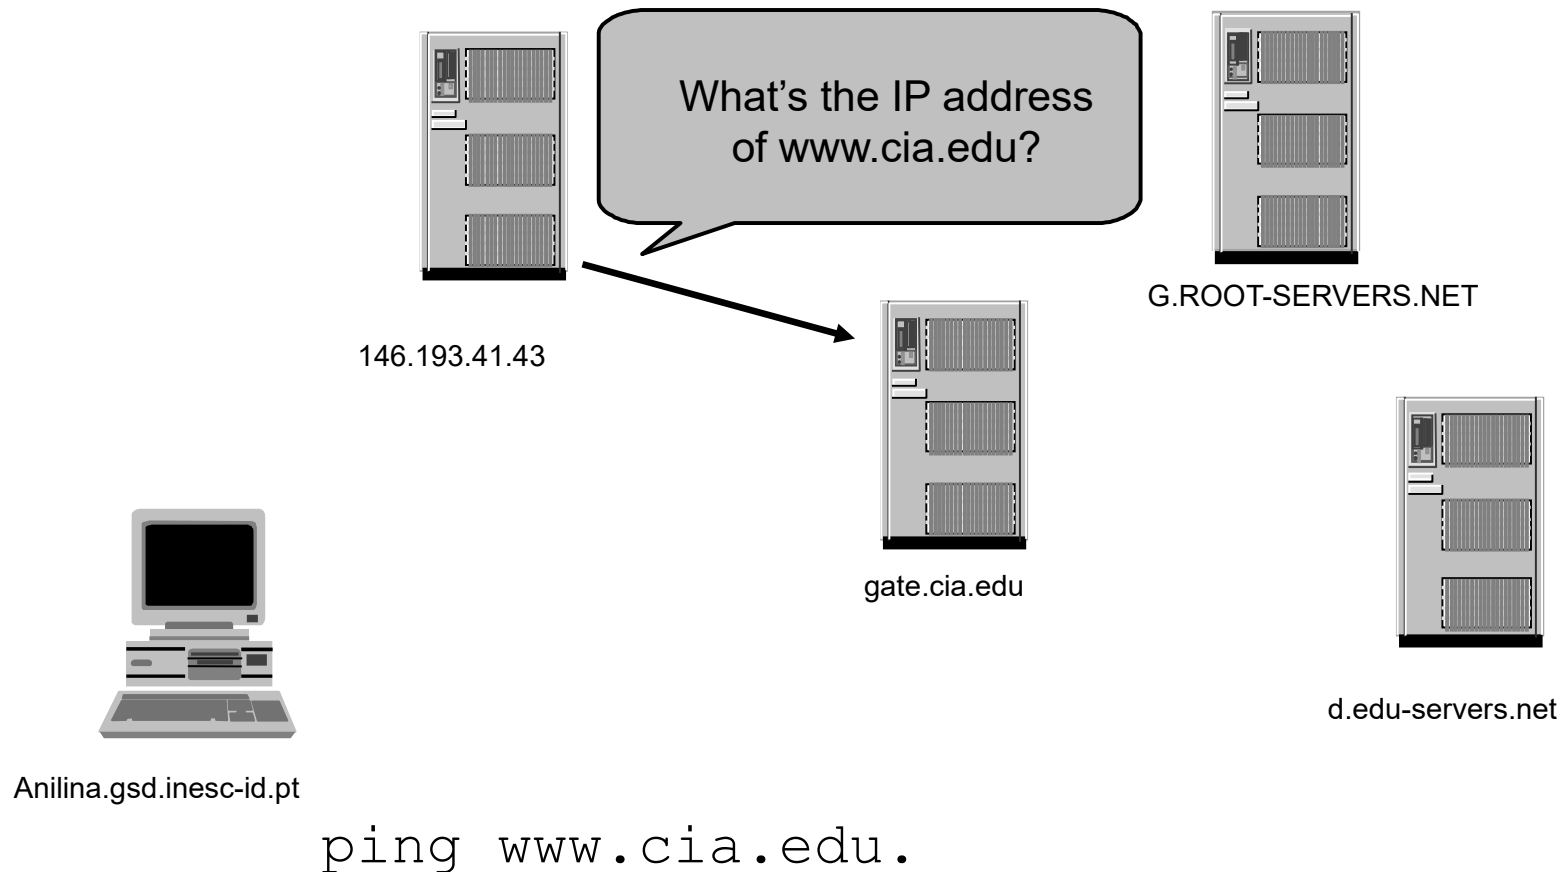 What’s the IP address
of www.cia.edu?
G.ROOT-SERVERS.NET
146.193.41.43
gate.cia.edu
d.edu-servers.net
Anilina.gsd.inesc-id.pt
ping www.cia.edu.